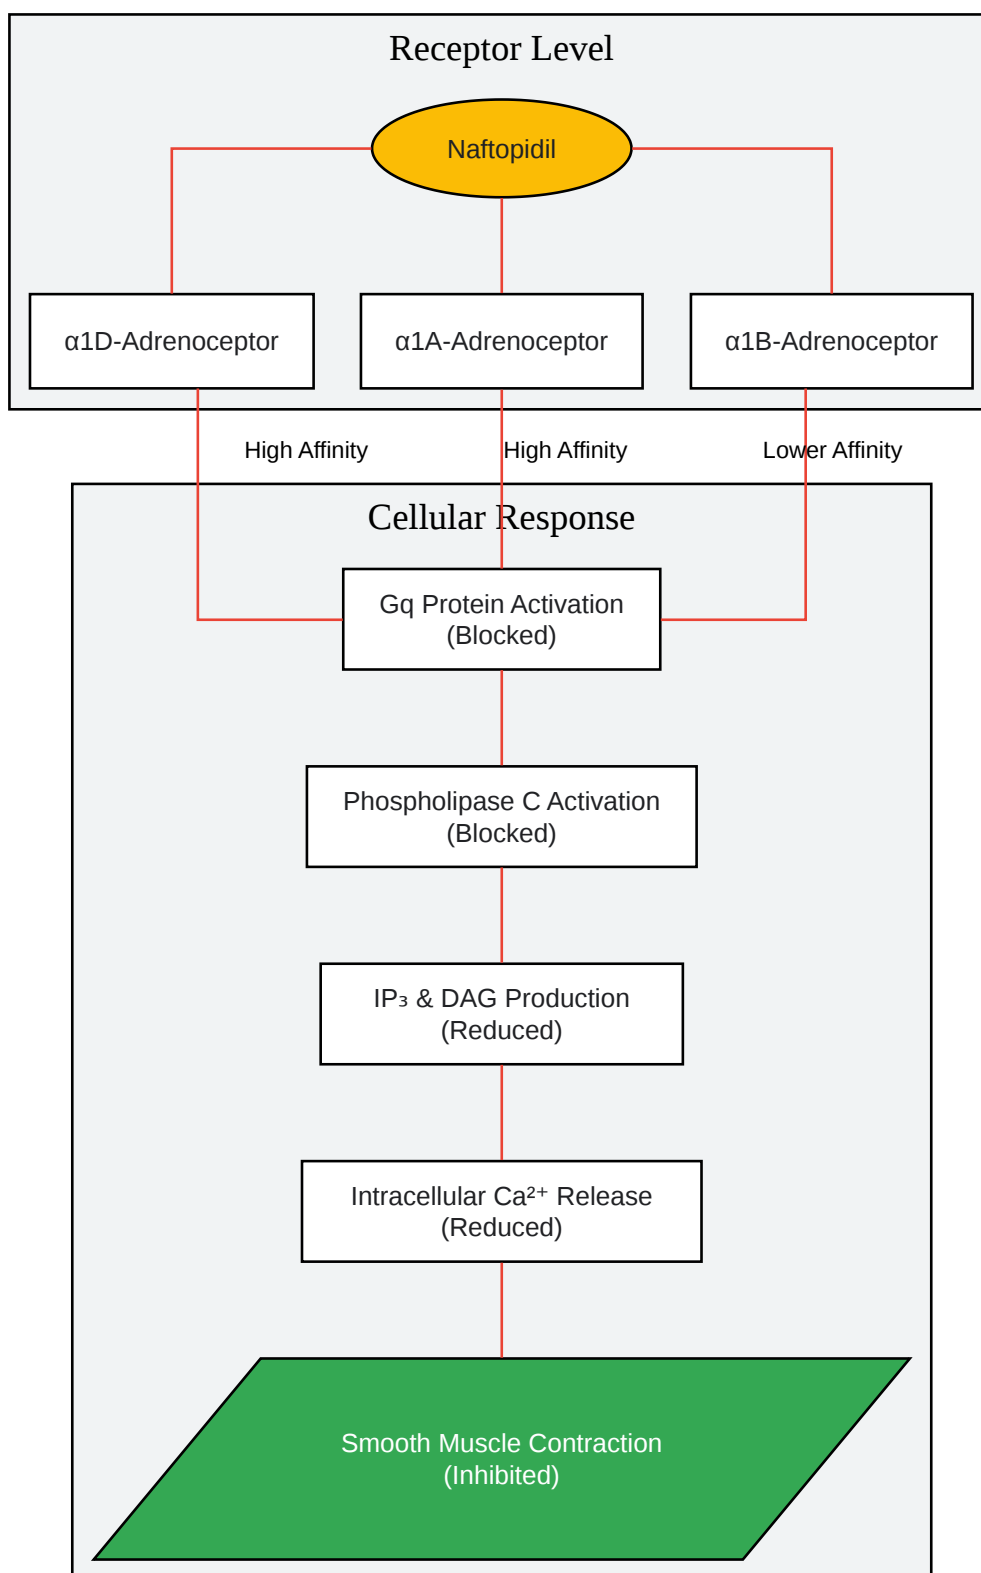 Receptor Level
Naftopidil
α1D-Adrenoceptor
α1A-Adrenoceptor
α1B-Adrenoceptor
High Affinity
High Affinity
Lower Affinity
Cellular Response
Gq Protein Activation
(Blocked)
Phospholipase C Activation
(Blocked)
IP₃ & DAG Production
(Reduced)
Intracellular Ca²⁺ Release
(Reduced)
Smooth Muscle Contraction
(Inhibited)